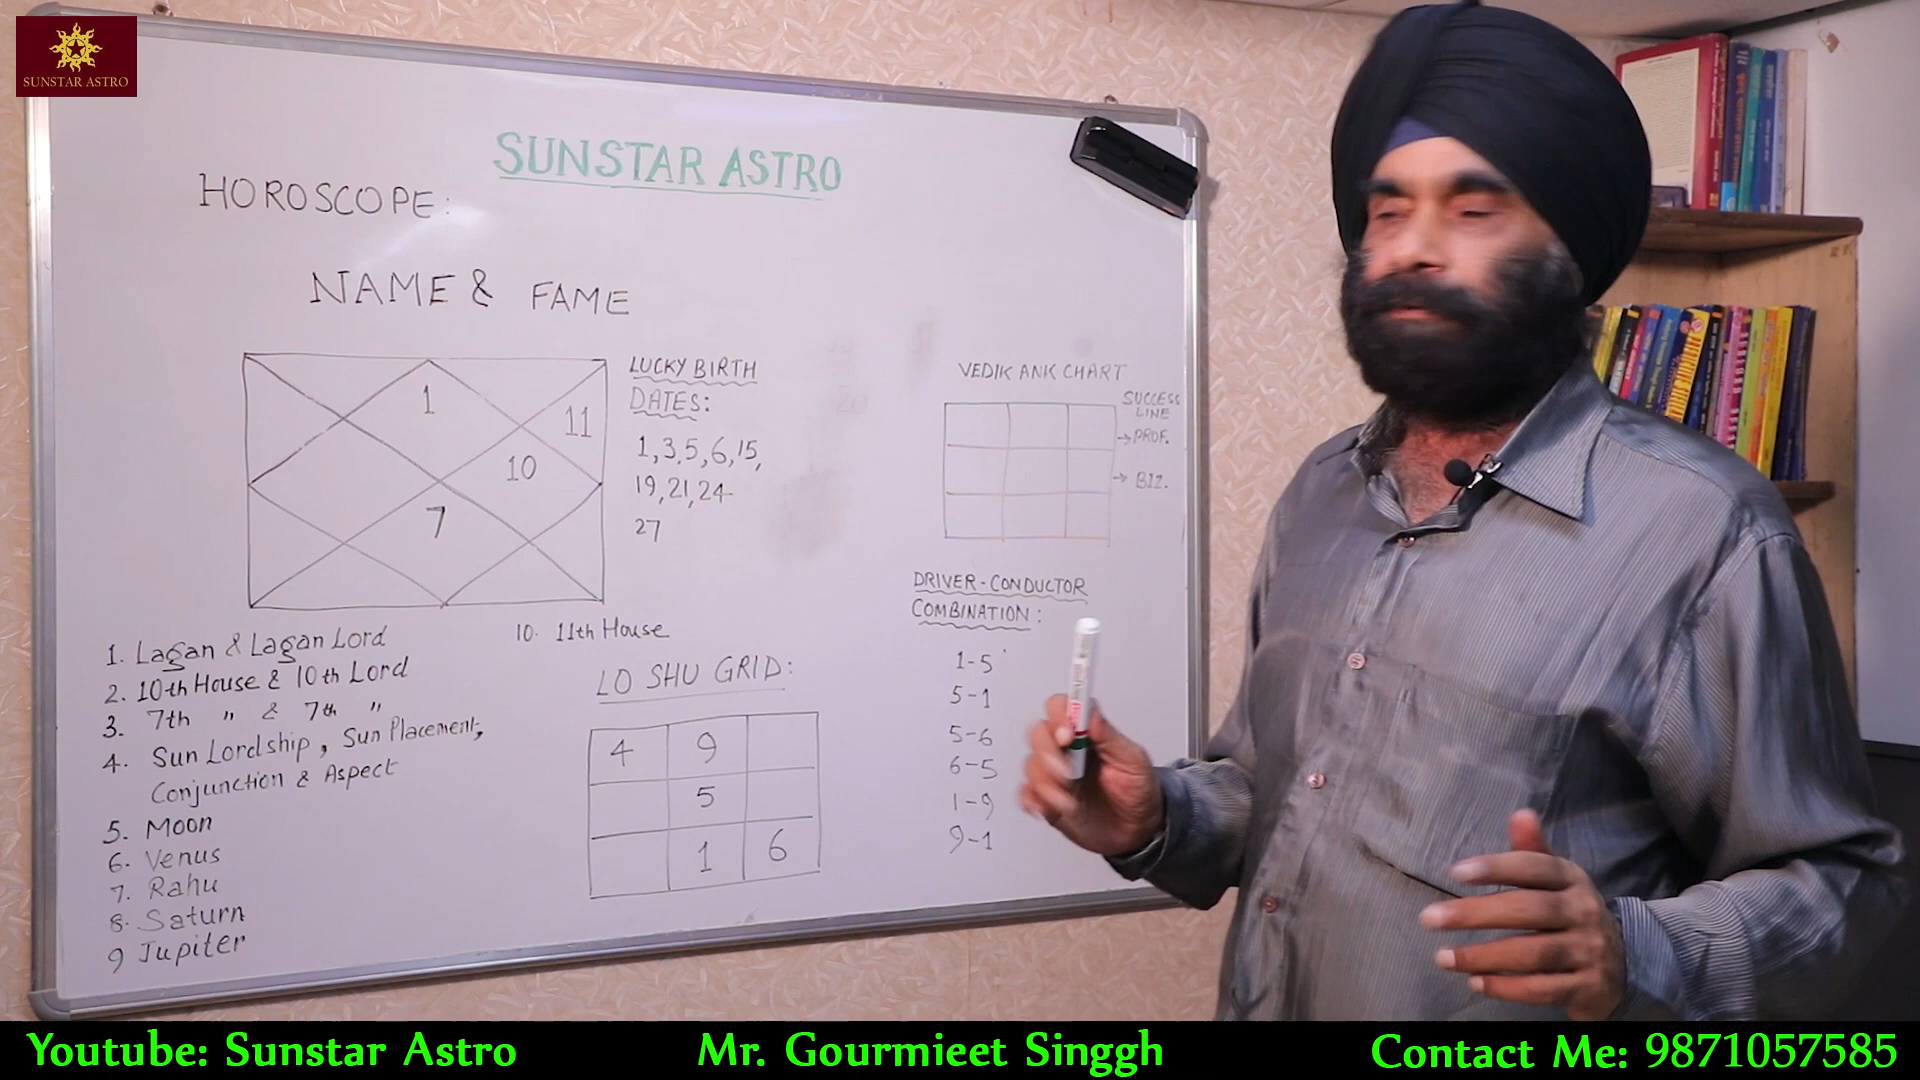 SUNSTAR ASTRO
SUNSTAR ASTRO
HOROSCOPE:
NAME & FAME
1
11
10
7
LUCKY BIRTH
DATES:
1, 3, 5, 6, 15,
19, 21, 24
27
VEDIK ANK CHART
SUCCESS
LINE
→ PROF.
→ BIZ.
DRIVER - CONDUCTOR
COMBINATION:
1-5
5-1
5-6
6-5
1-9
9-1
1. Lagan & Lagan Lord
2. 10th House & 10th Lord
3. 7th " & 7th "
4. Sun Lordship, Sun Placement,
Conjunction & Aspect
5. Moon
6. Venus
7. Rahu
8. Saturn
9 Jupiter
10. 11th House
LO SHU GRID:
4 9
5
1 6
Youtube: Sunstar Astro
Mr. Gourmieet Singgh
Contact Me: 9871057585